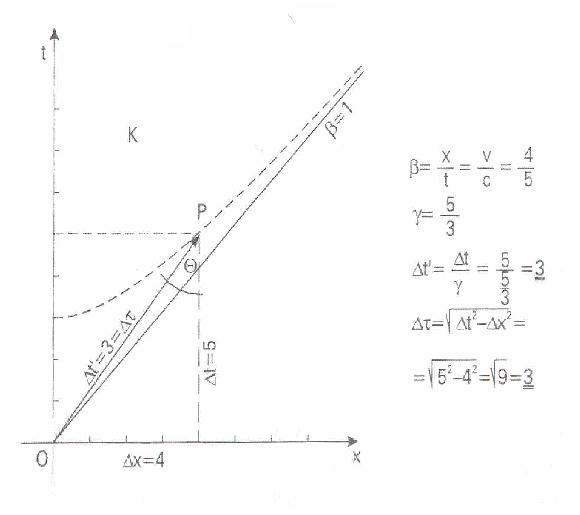 t
K
β=1
P
Θ
Δt'=3=Δτ
Δt=5
O
Δx=4
x
β= x/t = v/c = 4/5
γ= 5/3
Δt'= Δt/γ = 5/(5/3) =3
Δτ=√(Δt²-Δx²)=
=√(5²-4²)=√9=3